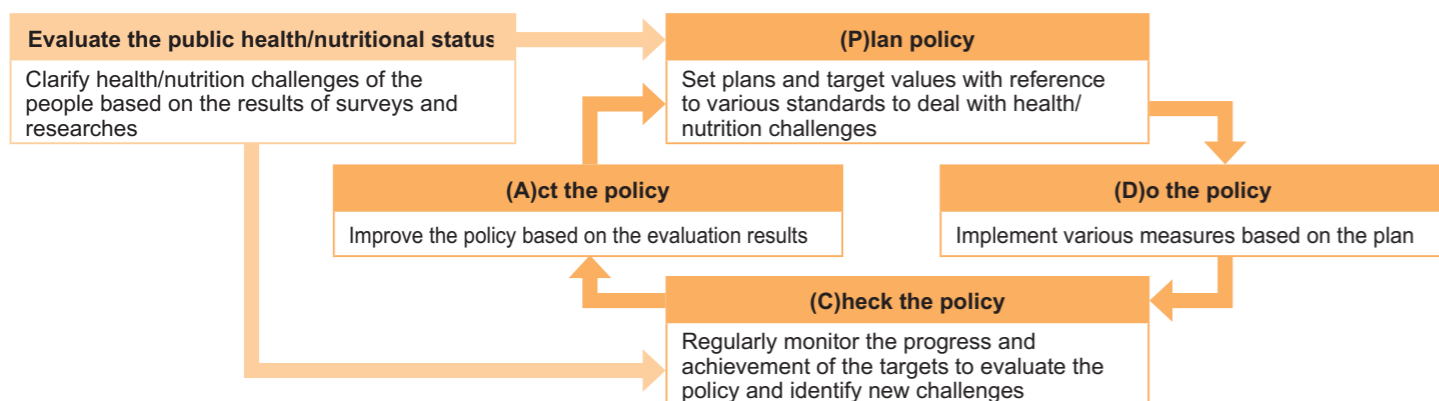 Evaluate the public health/nutritional status
Clarify health/nutrition challenges of the
people based on the results of surveys and
researches
(P)lan policy
Set plans and target values with reference
to various standards to deal with health/
nutrition challenges
(A)ct the policy
Improve the policy based on the evaluation results
(D)o the policy
Implement various measures based on the plan
(C)heck the policy
Regularly monitor the progress and
achievement of the targets to evaluate the
policy and identify new challenges